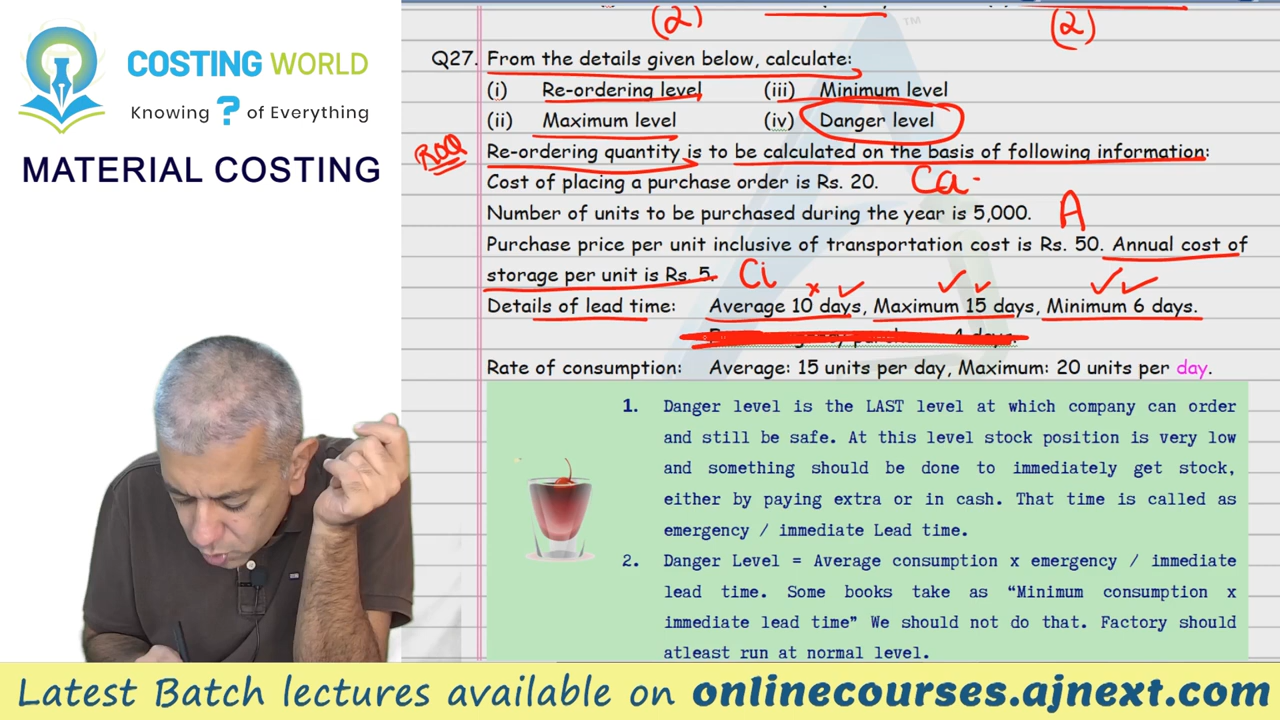 (2)
(2)
TM
COSTING WORLD
Knowing ? of Everything
MATERIAL COSTING
Q27. From the details given below, calculate:
(i) Re-ordering level (iii) Minimum level
(ii) Maximum level (iv) Danger level
ROQ
Re-ordering quantity is to be calculated on the basis of following information:
Cost of placing a purchase order is Rs. 20. Ca
Number of units to be purchased during the year is 5,000. A
Purchase price per unit inclusive of transportation cost is Rs. 50. Annual cost of
storage per unit is Rs. 5. Ci
Details of lead time: Average 10 days, Maximum 15 days, Minimum 6 days.
4 days.
Rate of consumption: Average: 15 units per day, Maximum: 20 units per day.
1. Danger level is the LAST level at which company can order
and still be safe. At this level stock position is very low
and something should be done to immediately get stock,
either by paying extra or in cash. That time is called as
emergency / immediate Lead time.
2. Danger Level = Average consumption x emergency / immediate
lead time. Some books take as “Minimum consumption x
immediate lead time” We should not do that. Factory should
atleast run at normal level.
Latest Batch lectures available on onlinecourses.ajnext.com